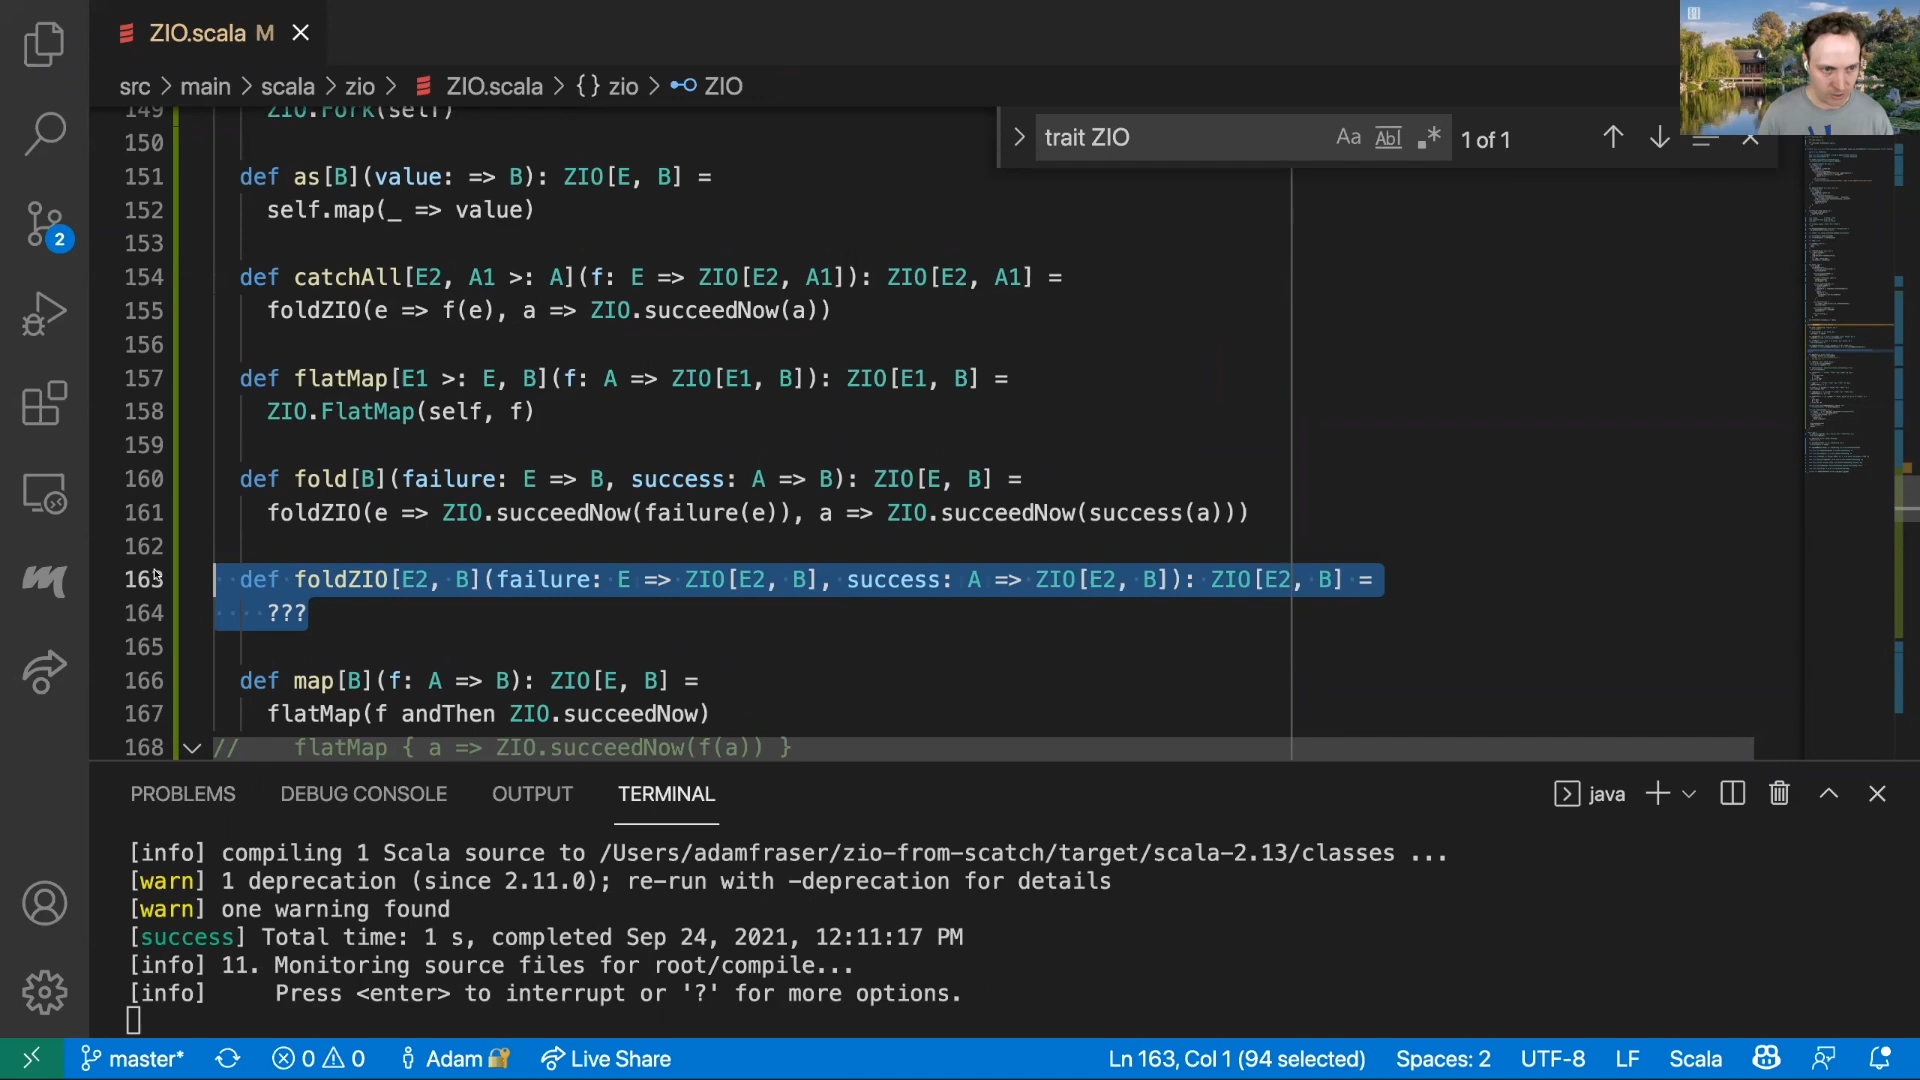 ZIO.scala M
src > main > scala > zio > ZIO.scala > {} zio > ZIO
trait ZIO
Aa Abl .* 1 of 1
149 ZIO.Fork(self)
150
151 def as[B](value: => B): ZIO[E, B] =
152 self.map(_ => value)
153
154 def catchAll[E2, A1 >: A](f: E => ZIO[E2, A1]): ZIO[E2, A1] =
155 foldZIO(e => f(e), a => ZIO.succeedNow(a))
156
157 def flatMap[E1 >: E, B](f: A => ZIO[E1, B]): ZIO[E1, B] =
158 ZIO.FlatMap(self, f)
159
160 def fold[B](failure: E => B, success: A => B): ZIO[E, B] =
161 foldZIO(e => ZIO.succeedNow(failure(e)), a => ZIO.succeedNow(success(a)))
162
163 def foldZIO[E2, B](failure: E => ZIO[E2, B], success: A => ZIO[E2, B]): ZIO[E2, B] =
164 ???
165
166 def map[B](f: A => B): ZIO[E, B] =
167 flatMap(f andThen ZIO.succeedNow)
168 // flatMap { a => ZIO.succeedNow(f(a)) }
2
PROBLEMS DEBUG CONSOLE OUTPUT TERMINAL java
[info] compiling 1 Scala source to /Users/adamfraser/zio-from-scatch/target/scala-2.13/classes ...
[warn] 1 deprecation (since 2.11.0); re-run with -deprecation for details
[warn] one warning found
[success] Total time: 1 s, completed Sep 24, 2021, 12:11:17 PM
[info] 11. Monitoring source files for root/compile...
[info] Press <enter> to interrupt or '?' for more options.
master* 0 0 Adam Live Share Ln 163, Col 1 (94 selected) Spaces: 2 UTF-8 LF Scala